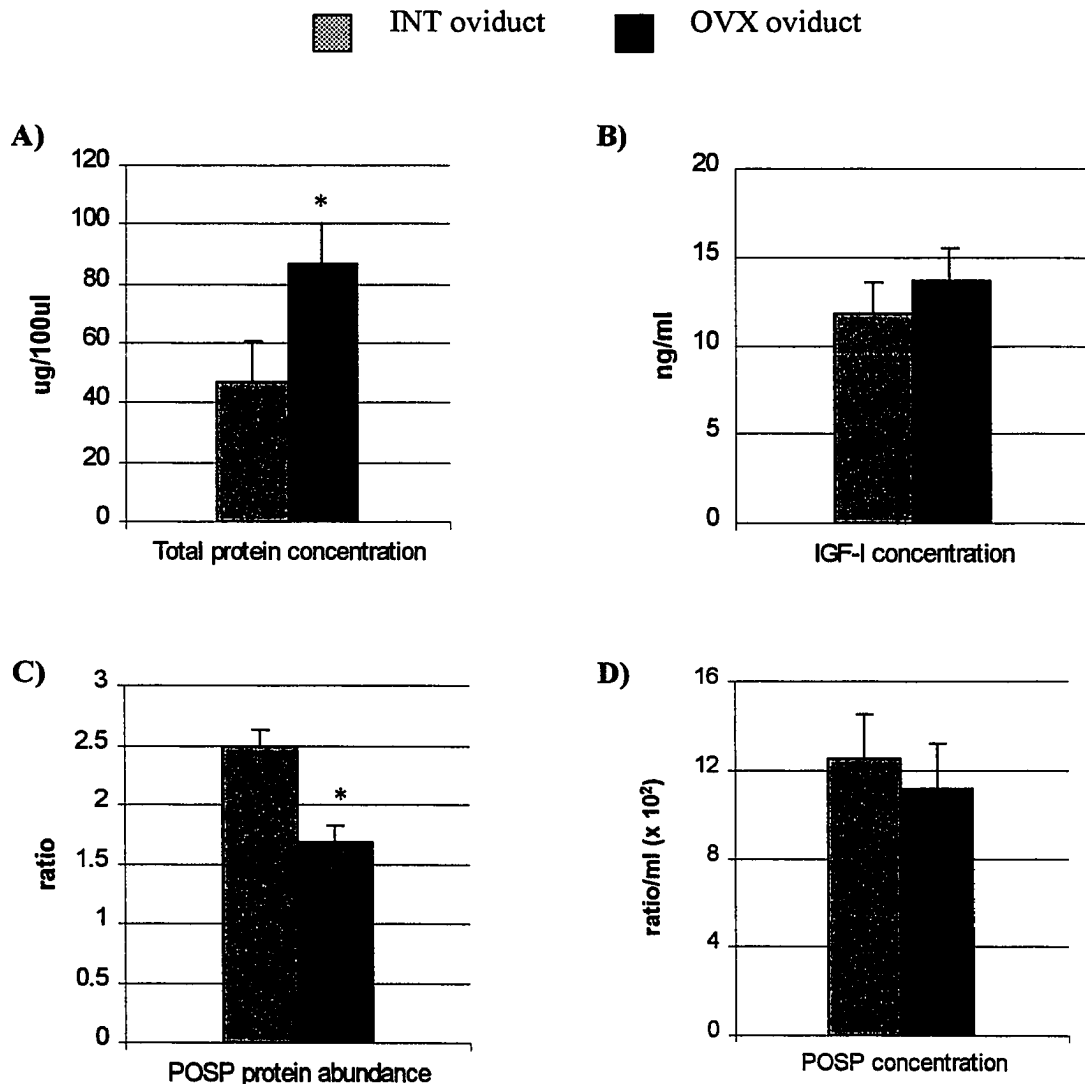 INT oviduct OVX oviduct
A)
120
100
80
60
40
20
0
ug/100ul
*
Total protein concentration
B)
20
15
10
5
0
ng/ml
IGF-I concentration
C)
3
2.5
2
1.5
1
0.5
0
ratio
*
POSP protein abundance
D)
16
12
8
4
0
ratio/ml (x 10²)
POSP concentration